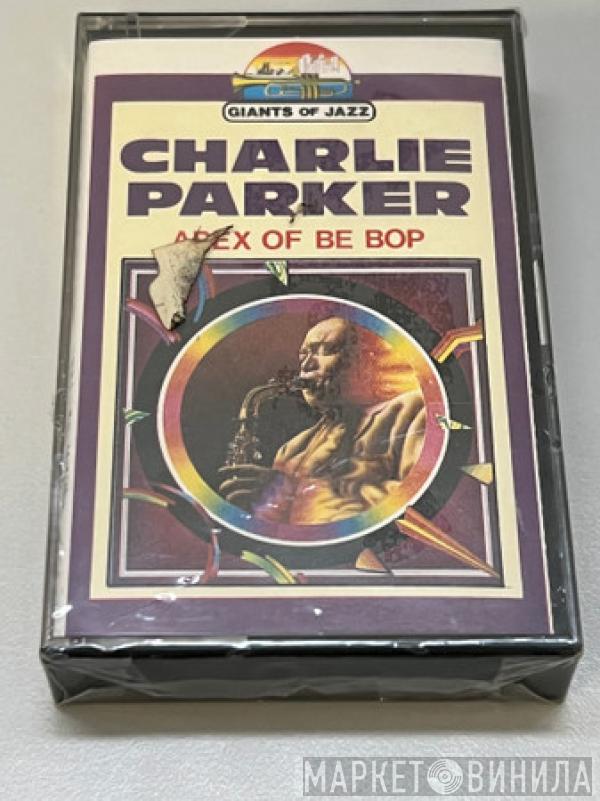 GIANTS OF JAZZ
CHARLIE
PARKER
APEX OF BE BOP
МАРКЕТ ВИНИЛА